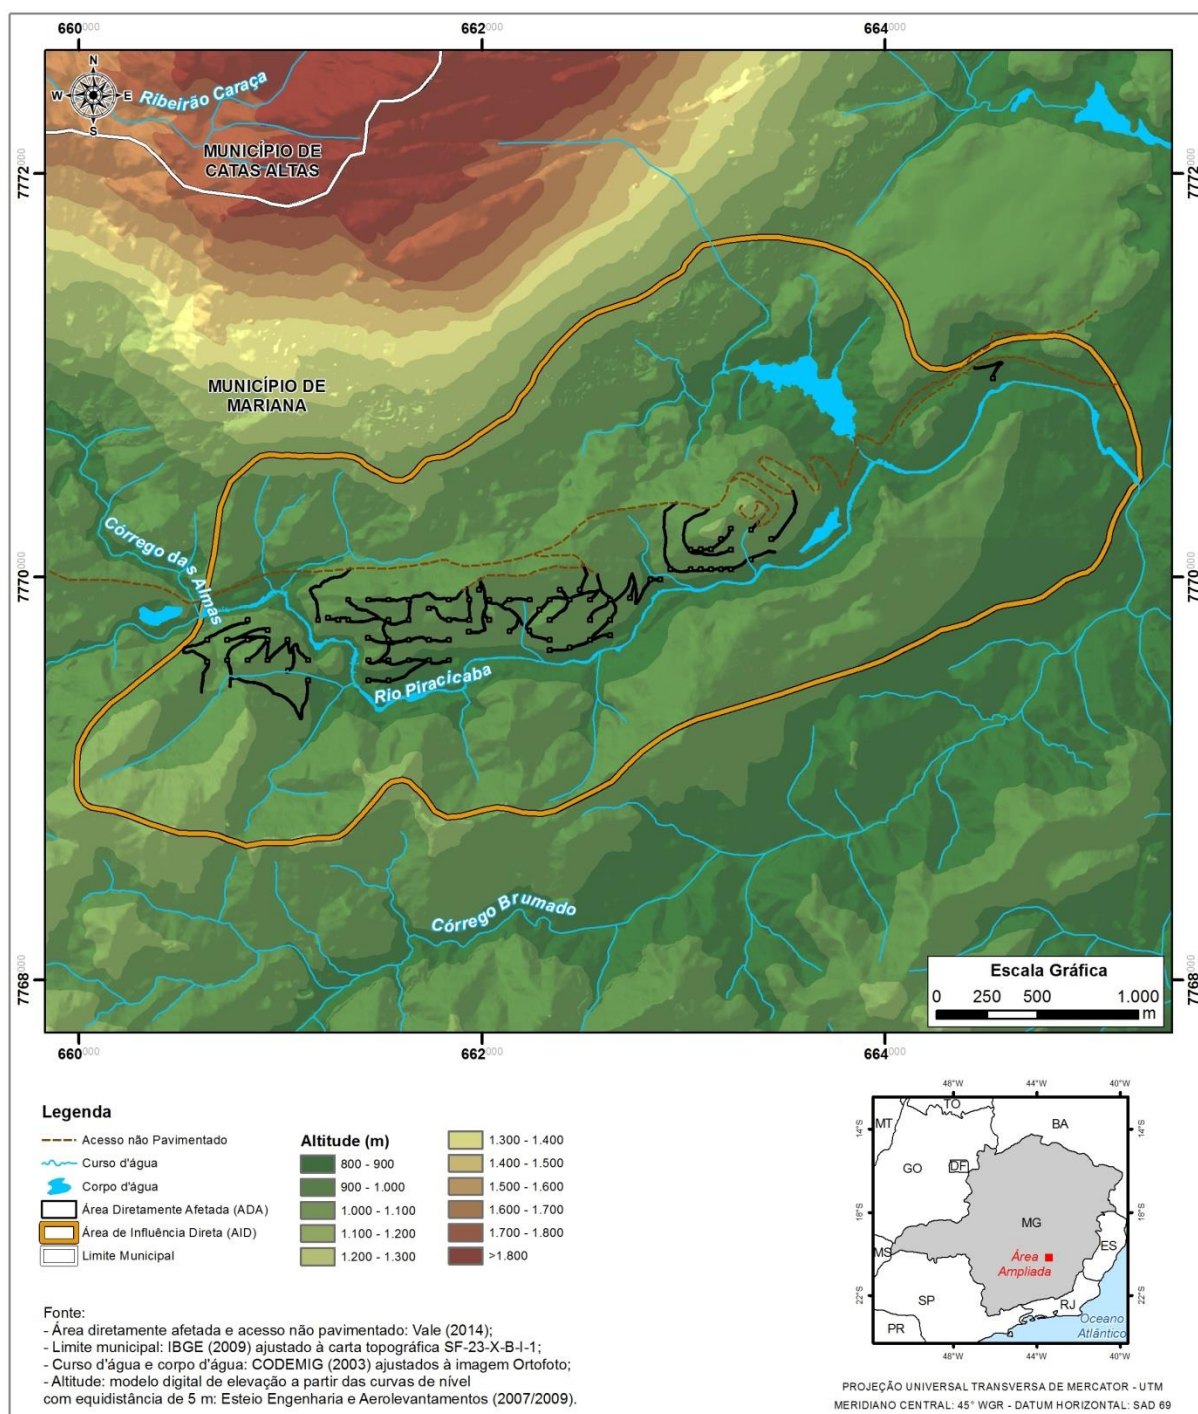 660000
662000
664000
N
W
E
S
Ribeirão Caraça
MUNICÍPIO DE
CATAS ALTAS
7772000
7772000
MUNICÍPIO DE
MARIANA
Córrego das Almas
7770000
7770000
Rio Piracicaba
Córrego Brumado
7768000
7768000
Escala Gráfica
0 250 500 1.000
m
660000
662000
664000
Legenda
Acesso não Pavimentado
Curso d'água
Corpo d'água
Área Diretamente Afetada (ADA)
Área de Influência Direta (AID)
Limite Municipal
Altitude (m)
800 - 900
900 - 1.000
1.000 - 1.100
1.100 - 1.200
1.200 - 1.300
1.300 - 1.400
1.400 - 1.500
1.500 - 1.600
1.600 - 1.700
1.700 - 1.800
>1.800
48°W 44°W 40°W
TO
MT
BA
14°S
14°S
GO
DF
18°S
18°S
MG
MS
ES
Área
Ampliada
22°S
22°S
SP
RJ
PR
Oceano
Atlântico
48°W 44°W 40°W
Fonte:
- Área diretamente afetada e acesso não pavimentado: Vale (2014);
- Limite municipal: IBGE (2009) ajustado à carta topográfica SF-23-X-B-I-1;
- Curso d'água e corpo d'água: CODEMIG (2003) ajustados à imagem Ortofoto;
- Altitude: modelo digital de elevação a partir das curvas de nível
com equidistância de 5 m: Esteio Engenharia e Aerolevantamentos (2007/2009).
PROJEÇÃO UNIVERSAL TRANSVERSA DE MERCATOR - UTM
MERIDIANO CENTRAL: 45° WGR - DATUM HORIZONTAL: SAD 69